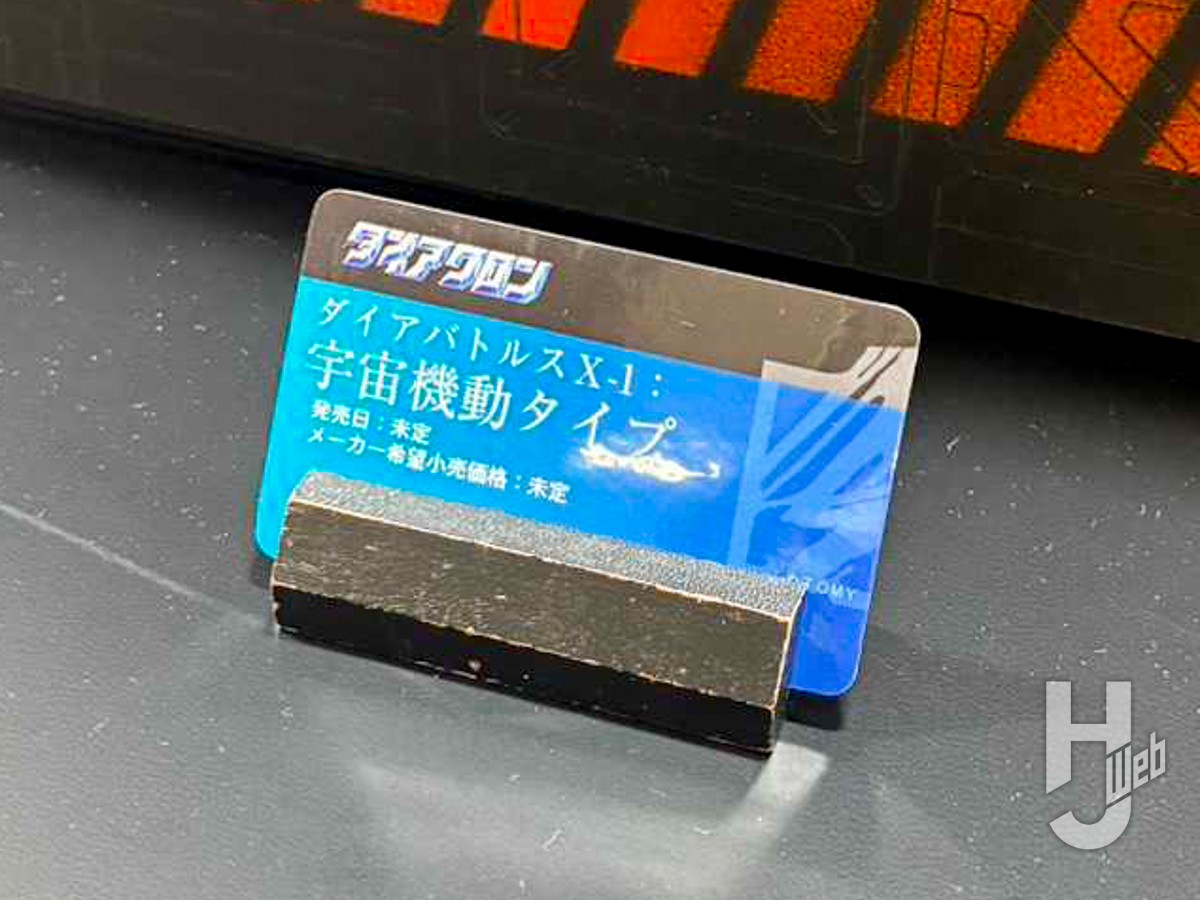 ダイアクロン
ダイアバトルスX-1：
宇宙機動タイプ
発売日：未定
メーカー希望小売価格：未定
HJ Web